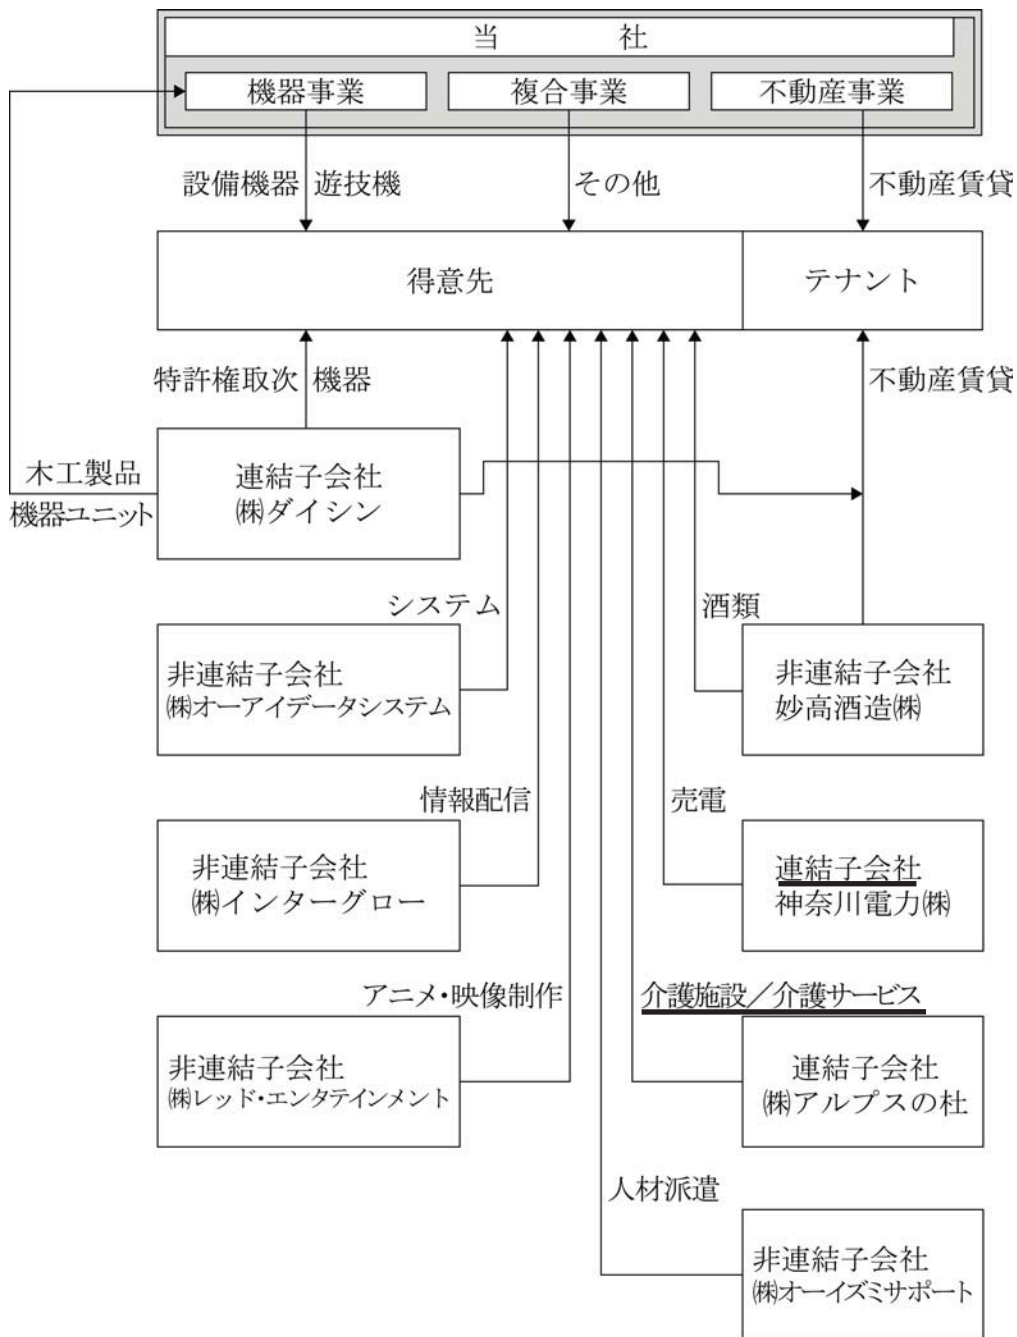 当 社
機器事業
複合事業
不動産事業
設備機器 遊技機
その他
不動産賃貸
得意先
テナント
特許権取次 機器
不動産賃貸
木工製品
機器ユニット
連結子会社
㈱ダイシン
システム
酒類
非連結子会社
㈱オーアイデータシステム
非連結子会社
妙高酒造㈱
情報配信
売電
非連結子会社
㈱インターグロー
連結子会社
神奈川電力㈱
アニメ・映像制作
介護施設／介護サービス
非連結子会社
㈱レッド・エンタテインメント
連結子会社
㈱アルプスの杜
人材派遣
非連結子会社
㈱オーイズミサポート